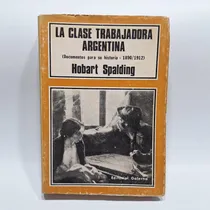 LA CLASE TRABAJADORA
ARGENTINA
(Documentos para su historia - 1890/1912)
Hobart Spalding
Editorial Galerna